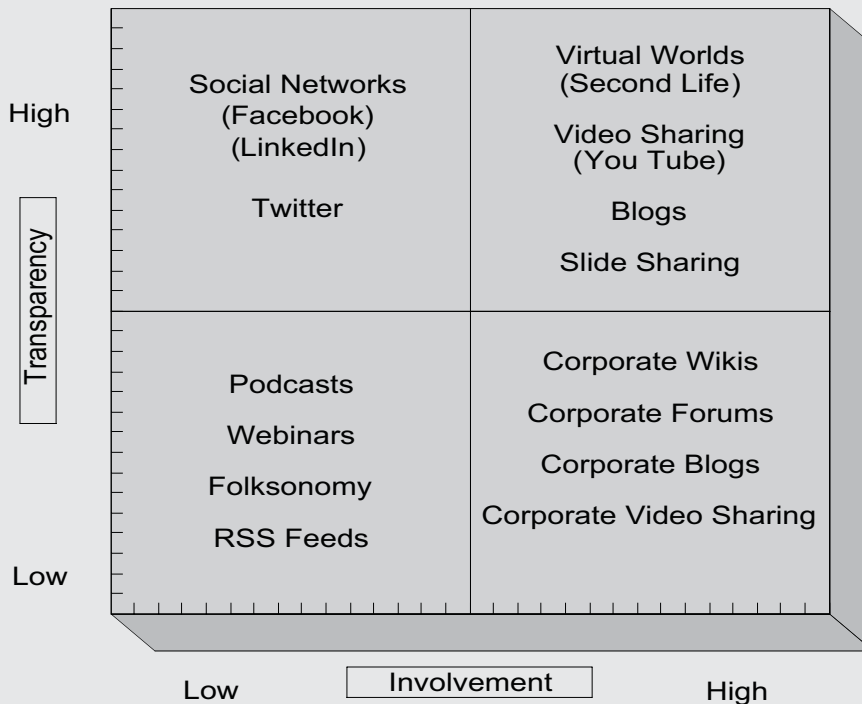 High
Transparency
Low
Social Networks
(Facebook)
(LinkedIn)
Twitter
Virtual Worlds
(Second Life)
Video Sharing
(You Tube)
Blogs
Slide Sharing
Podcasts
Webinars
Folksonomy
RSS Feeds
Corporate Wikis
Corporate Forums
Corporate Blogs
Corporate Video Sharing
Low
Involvement
High